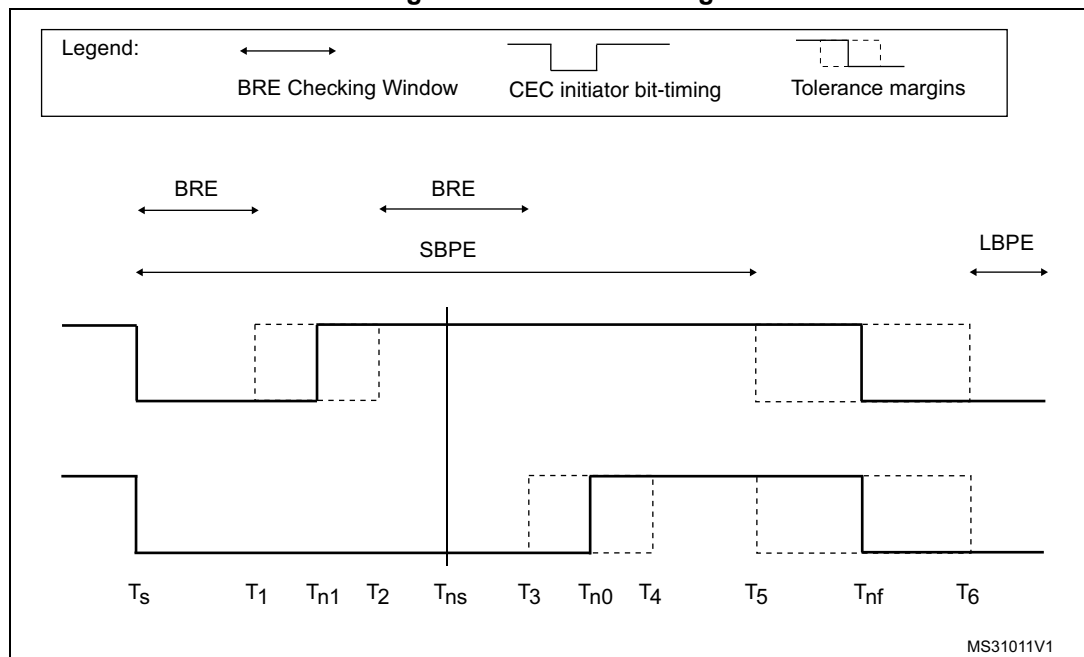 Legend:
BRE Checking Window
CEC initiator bit-timing
Tolerance margins
BRE
BRE
SBPE
LBPE
Ts
T1
Tn1
T2
Tns
T3
Tn0
T4
T5
Tnf
T6
MS31011V1